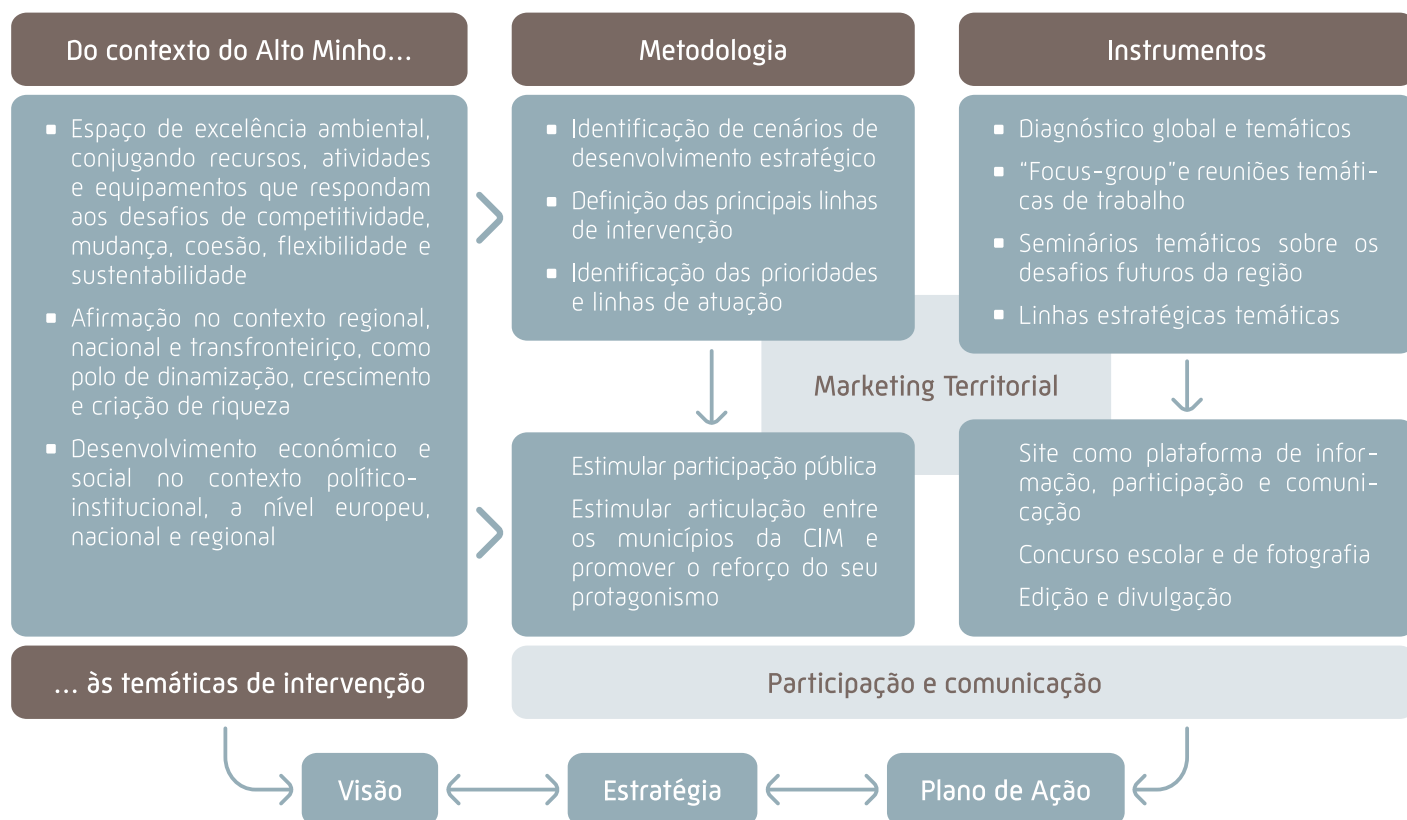 Do contexto do Alto Minho...
Espaço de excelência ambiental,
conjugando recursos, atividades
e equipamentos que respondam
aos desafios de competitividade,
mudança, coesão, flexibilidade e
sustentabilidade
Afirmação no contexto regional,
nacional e transfronteiriço, como
polo de dinamização, crescimento
e criação de riqueza
Desenvolvimento económico e
social no contexto político-
institucional, a nível europeu,
nacional e regional
... às temáticas de intervenção
Metodologia
Identificação de cenários de
desenvolvimento estratégico
Definição das principais linhas
de intervenção
Identificação das prioridades
e linhas de atuação
Estimular participação pública
Estimular articulação entre
os municípios da CIM e
promover o reforço do seu
protagonismo
Marketing Territorial
Instrumentos
Diagnóstico global e temáticos
“Focus-group”e reuniões temáti-
cas de trabalho
Seminários temáticos sobre os
desafios futuros da região
Linhas estratégicas temáticas
Site como plataforma de infor-
mação, participação e comuni-
cação
Concurso escolar e de fotografia
Edição e divulgação
Participação e comunicação
Visão
Estratégia
Plano de Ação